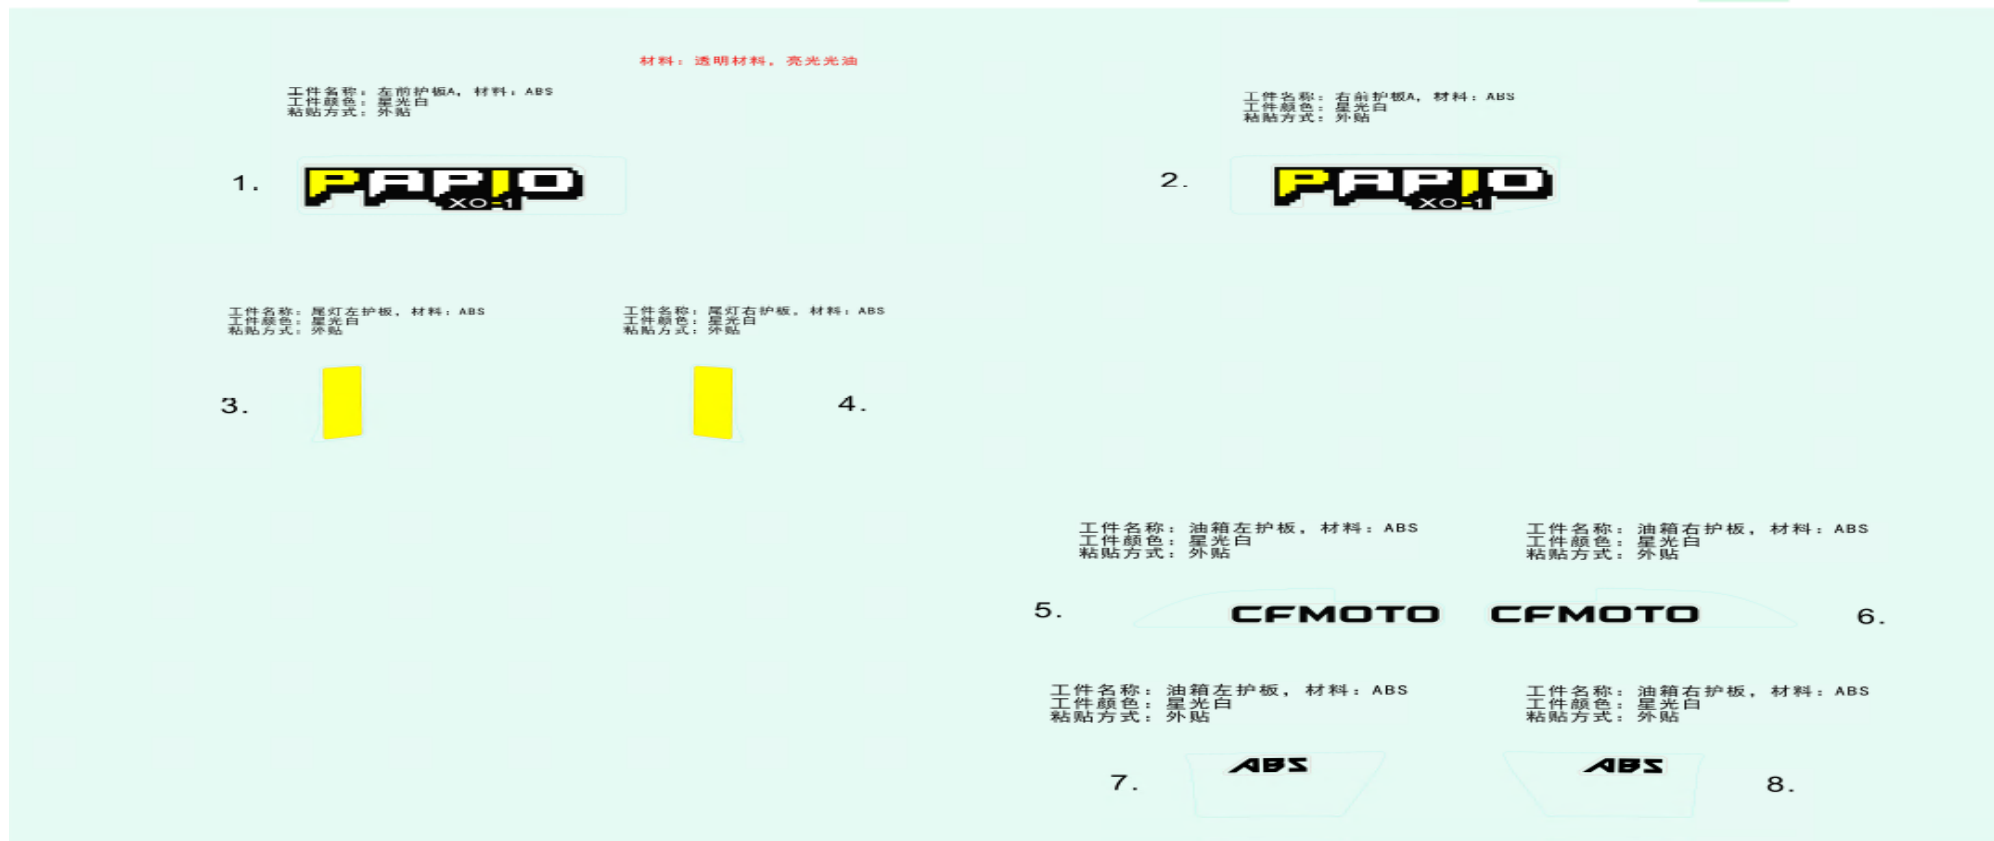 材料：透明材料，亮光光油
工件名称：左前护板A，材料：ABS
工件颜色：星光白
粘贴方式：外贴
工件名称：右前护板A，材料：ABS
工件颜色：星光白
粘贴方式：外贴
1.
PAPIO
XO-1
2.
PAPIO
XO-1
工件名称：尾灯左护板，材料：ABS
工件颜色：星光白
粘贴方式：外贴
工件名称：尾灯右护板，材料：ABS
工件颜色：星光白
粘贴方式：外贴
3.
4.
工件名称：油箱左护板，材料：ABS
工件颜色：星光白
粘贴方式：外贴
工件名称：油箱右护板，材料：ABS
工件颜色：星光白
粘贴方式：外贴
5.
CFMOTO
CFMOTO
6.
工件名称：油箱左护板，材料：ABS
工件颜色：星光白
粘贴方式：外贴
工件名称：油箱右护板，材料：ABS
工件颜色：星光白
粘贴方式：外贴
7.
ABS
ABS
8.